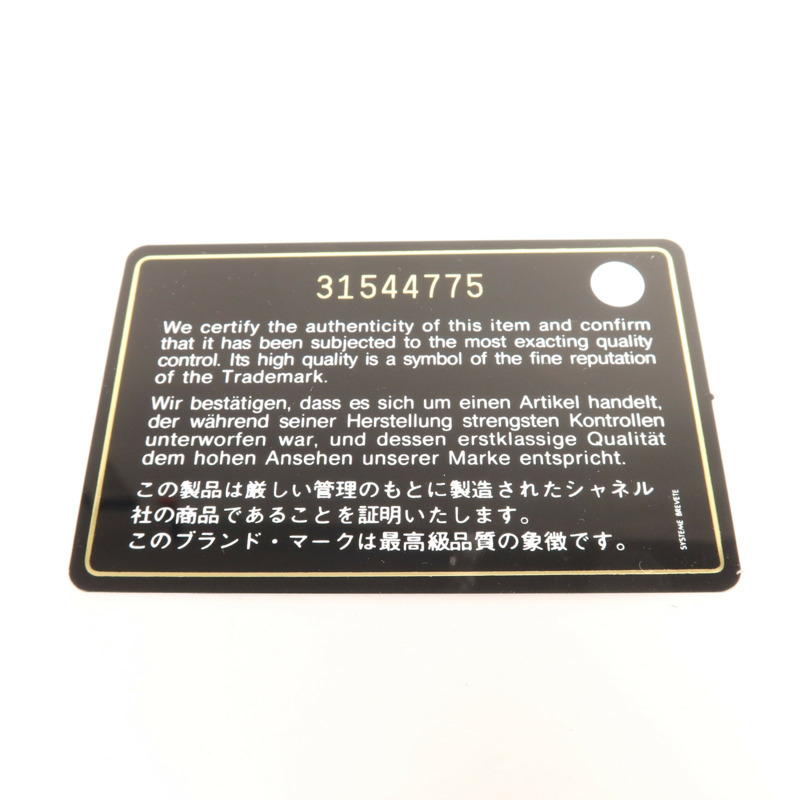 31544775
We certify the authenticity of this item and confirm
that it has been subjected to the most exacting quality
control. Its high quality is a symbol of the fine reputation
of the Trademark.
Wir bestätigen, dass es sich um einen Artikel handelt,
der während seiner Herstellung strengsten Kontrollen
unterworfen war, und dessen erstklassige Qualität
dem hohen Ansehen unserer Marke entspricht.
この製品は厳しい管理のもとに製造されたシャネル
社の商品であることを証明いたします。
このブランド・マークは最高級品質の象徴です。
SYSTEME BREVETE